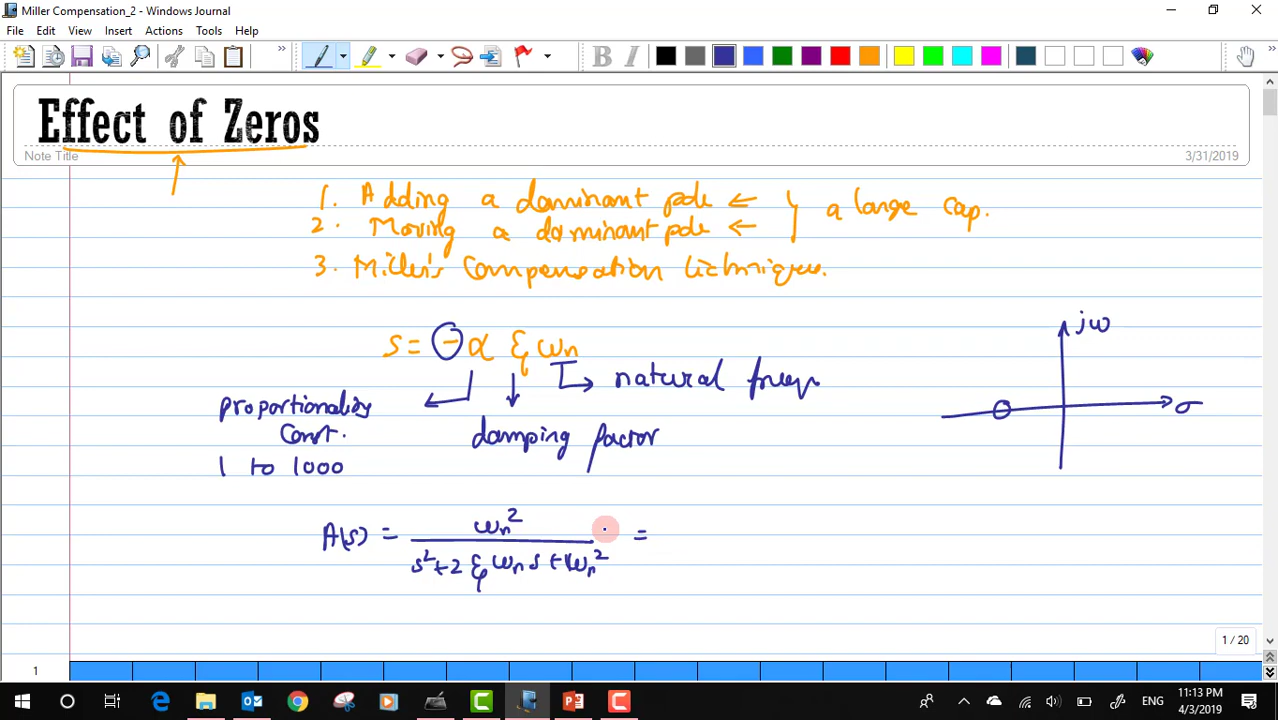 Miller Compensation_2 - Windows Journal
File Edit View Insert Actions Tools Help
B I
Effect of Zeros
Note Title
3/31/2019
1. Adding a dominant pole ⇐
2. Moving a dominant pole ⇐
} a large cap.
3. Miller's Compensation techniques.
s = -α ξ ωn
natural freq
proportionality
Const.
1 to 1000
damping factor
jω
σ
A(s) = ωn² / (s² + 2 ξ ωn s + ωn²) =
1 / 20
1
ENG
11:13 PM
4/3/2019